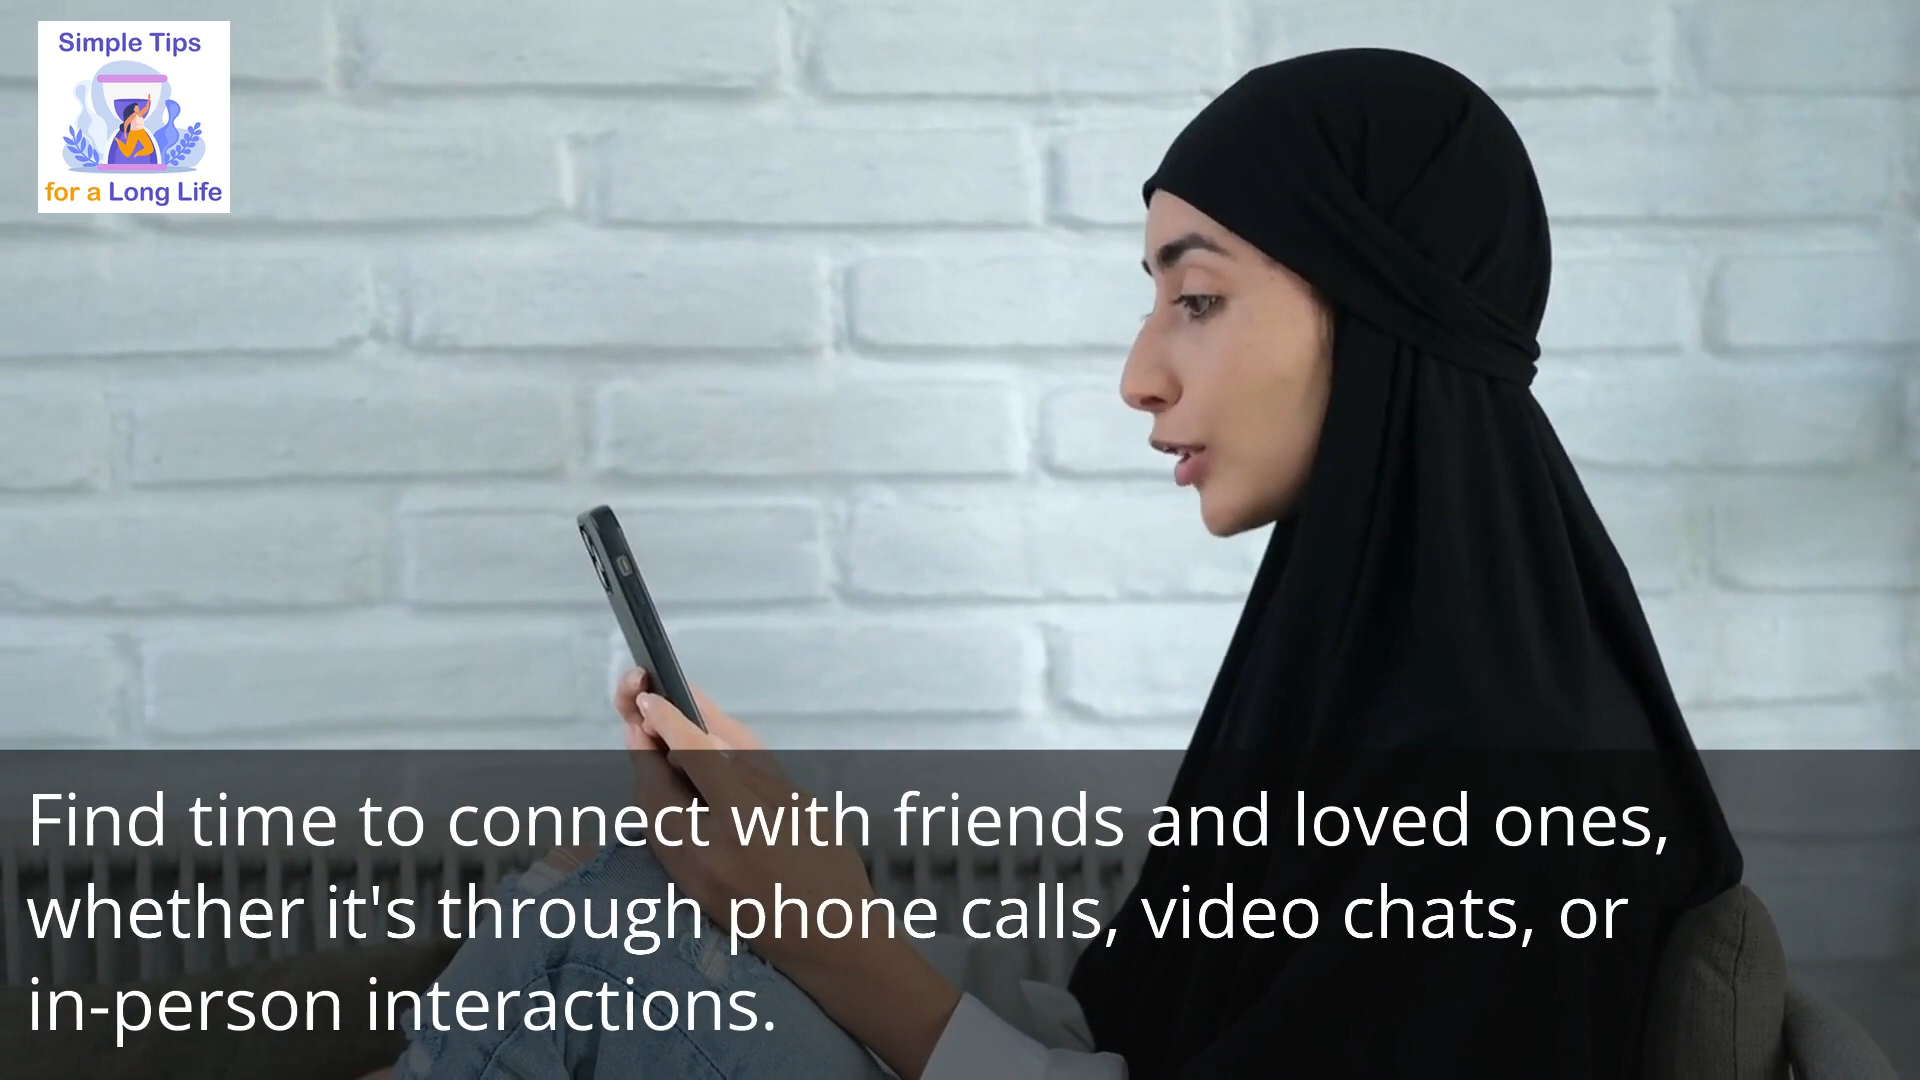 Simple Tips
for a Long Life
Find time to connect with friends and loved ones,
whether it's through phone calls, video chats, or
in-person interactions.